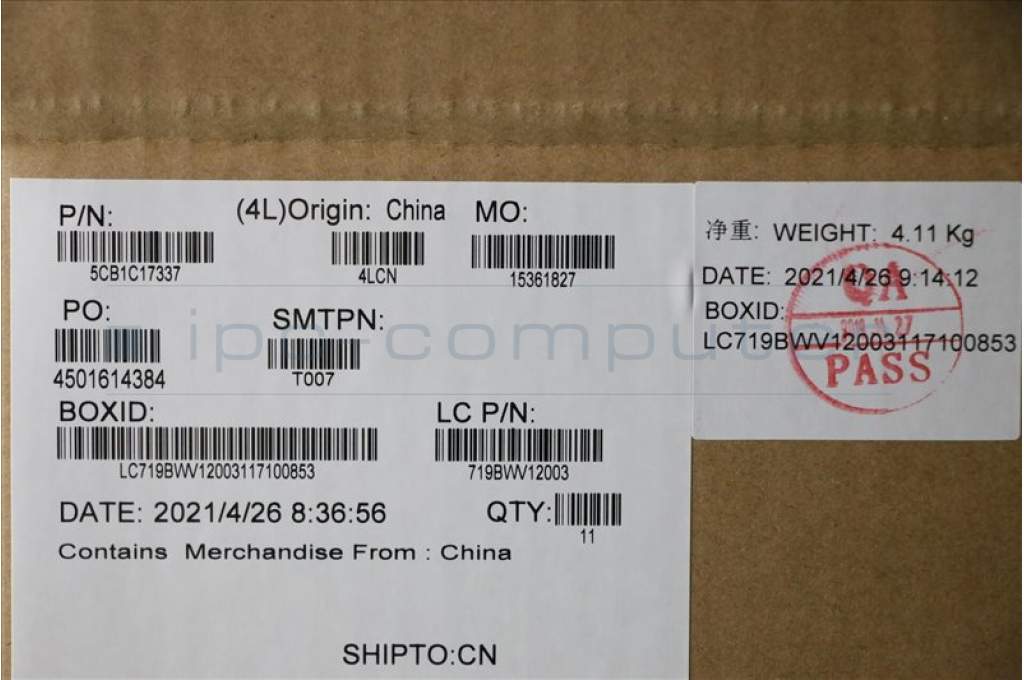 P/N: (4L)Origin: China MO:
5CB1C17337 4LCN 15361827
PO: SMTPN:
4501614384 T007
BOXID: LC P/N:
LC719BWV12003117100853 719BWV12003
DATE: 2021/4/26 8:36:56 QTY:
11
Contains Merchandise From : China
SHIPTO:CN
净重: WEIGHT: 4.11 Kg
DATE: 2021/4/26 9:14:12
BOXID:
LC719BWV12003117100853
QA
PASS
ipc-computer